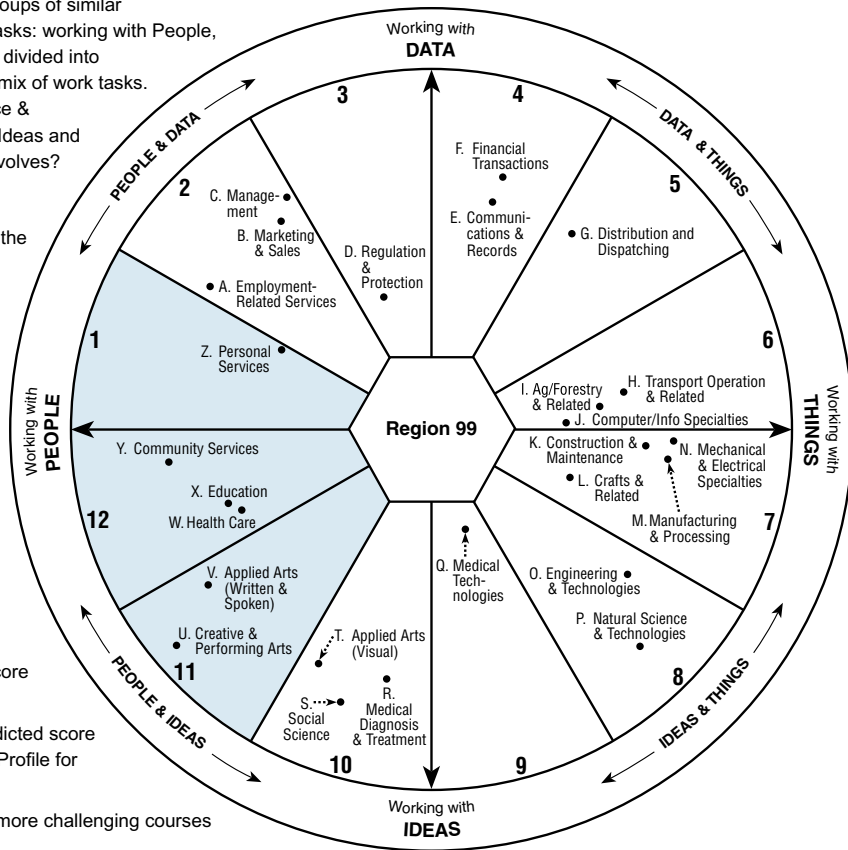 oups of similar
asks: working with People,
divided into
mix of work tasks.
ce &
Ideas and
volves?
the
core
dicted score
Profile for
more challenging courses
Working with
DATA
DATA & THINGS
Working with
THINGS
IDEAS & THINGS
Working with
IDEAS
PEOPLE & IDEAS
Working with
PEOPLE
PEOPLE & DATA
1
Z. Personal
Services
2
C. Manage-
ment
B. Marketing
& Sales
A. Employment-
Related Services
3
D. Regulation
&
Protection
4
F. Financial
Transactions
E. Communi-
cations &
Records
5
G. Distribution and
Dispatching
6
H. Transport Operation
& Related
I. Ag/Forestry
& Related
J. Computer/Info Specialties
Region 99
7
K. Construction &
Maintenance
N. Mechanical
& Electrical
Specialties
L. Crafts &
Related
M. Manufacturing
& Processing
8
O. Engineering
& Technologies
P. Natural Science
& Technologies
9
Q. Medical
Tech-
nologies
10
T. Applied Arts
(Visual)
S.
Social
Science
R.
Medical
Diagnosis
& Treatment
11
V. Applied Arts
(Written &
Spoken)
U. Creative &
Performing Arts
12
Y. Community Services
X. Education
W. Health Care